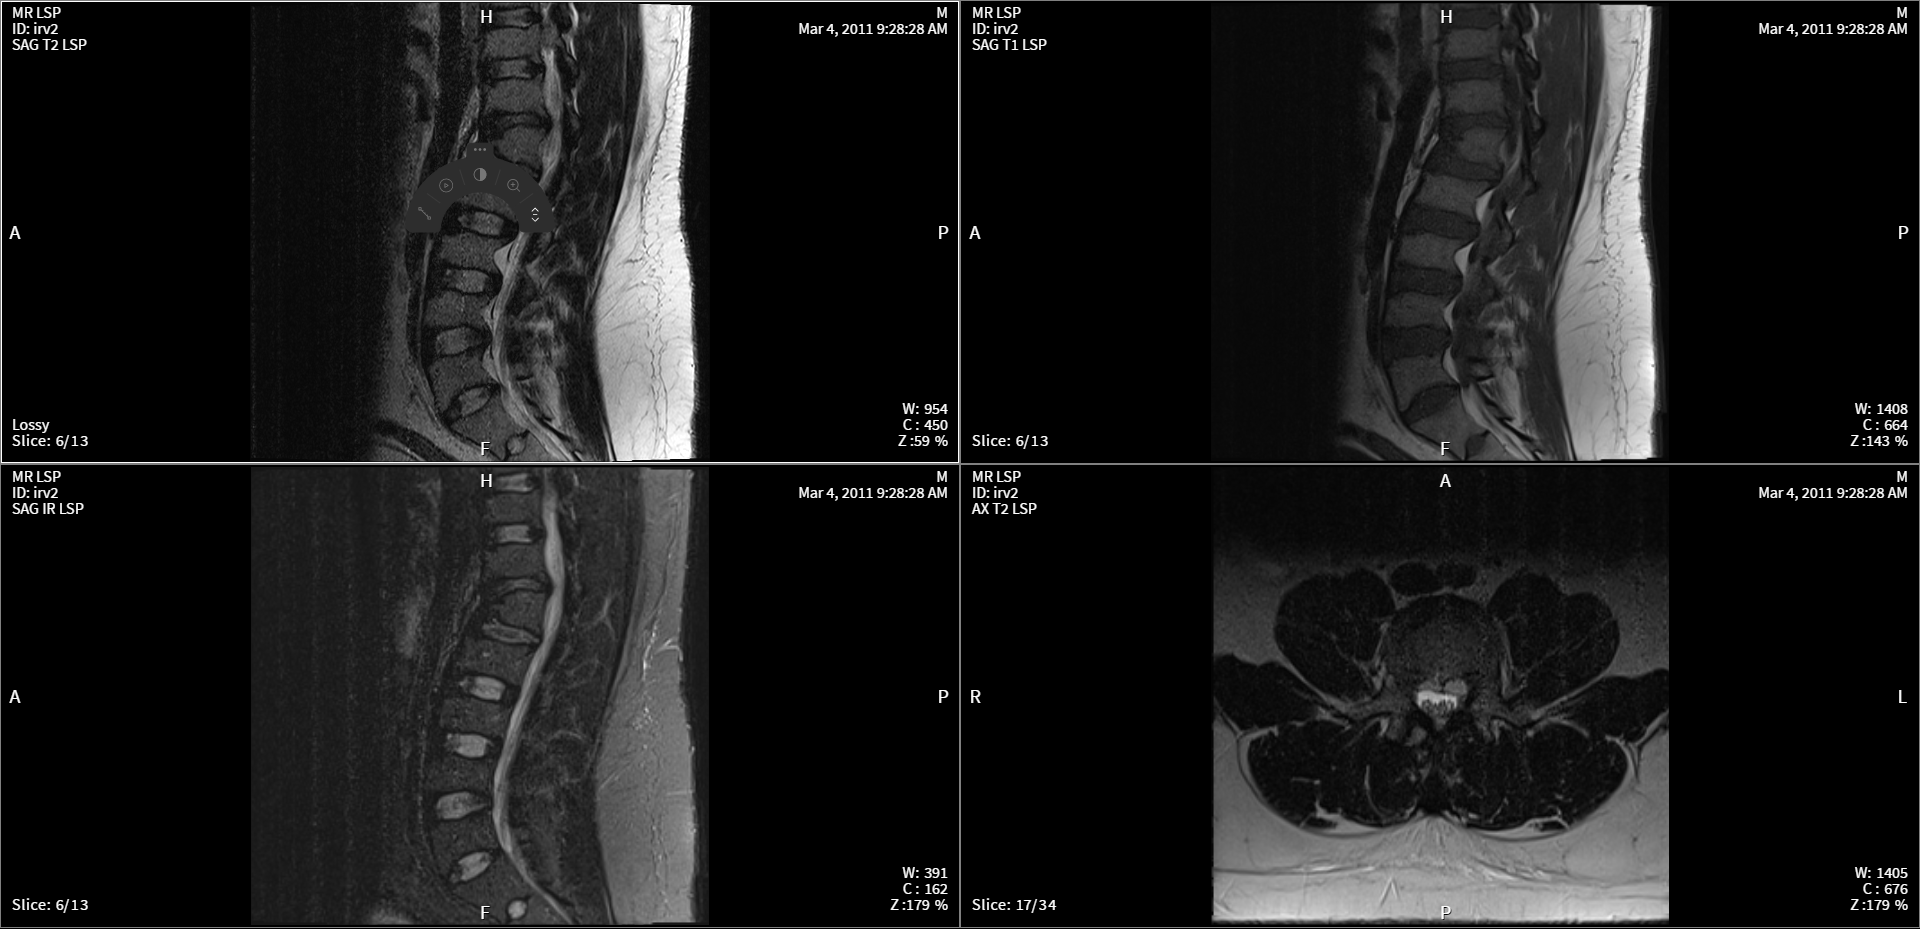 MR LSP
ID: irv2
SAG T2 LSP
H
M
Mar 4, 2011 9:28:28 AM
A
P
Lossy
Slice: 6/13
F
W: 954
C : 450
Z :59 %
MR LSP
ID: irv2
SAG T1 LSP
H
M
Mar 4, 2011 9:28:28 AM
A
P
Slice: 6/13
F
W: 1408
C : 664
Z :143 %
MR LSP
ID: irv2
SAG IR LSP
H
M
Mar 4, 2011 9:28:28 AM
A
P
Slice: 6/13
F
W: 391
C : 162
Z :179 %
MR LSP
ID: irv2
AX T2 LSP
A
M
Mar 4, 2011 9:28:28 AM
R
L
Slice: 17/34
P
W: 1405
C : 676
Z :179 %